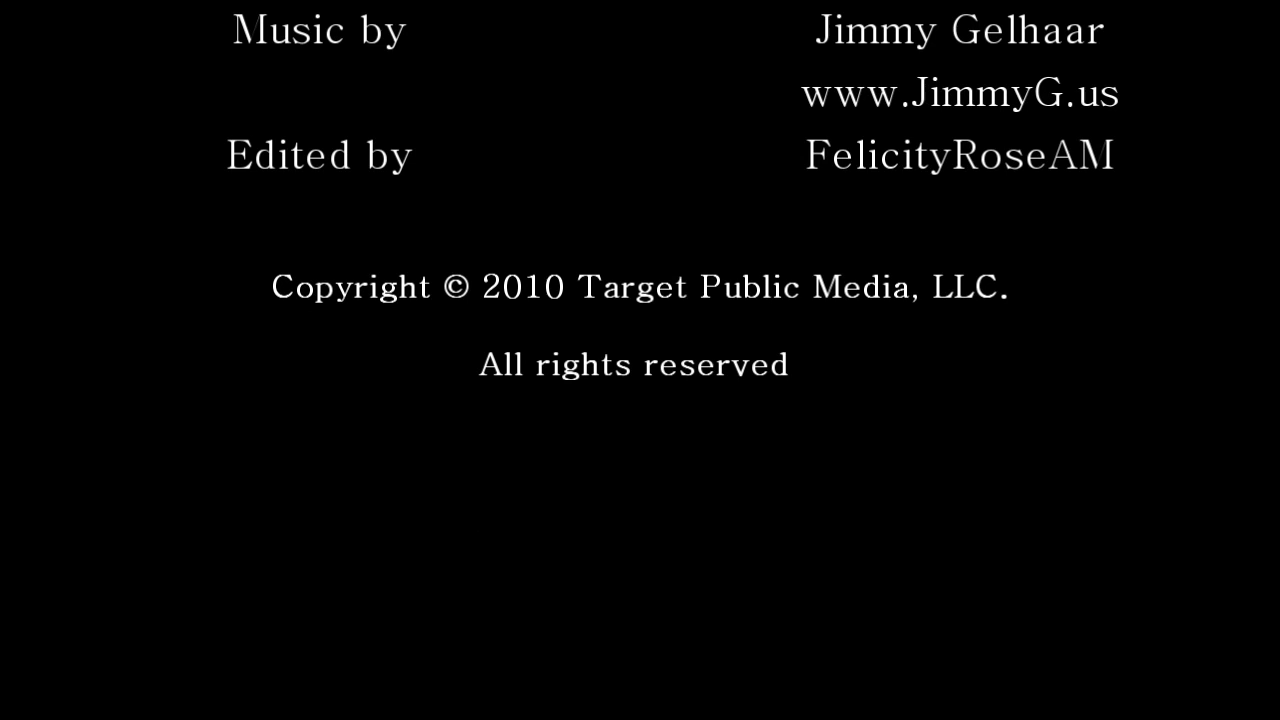 Music by Jimmy Gelhaar
www.JimmyG.us
Edited by FelicityRoseAM
Copyright © 2010 Target Public Media, LLC.
All rights reserved